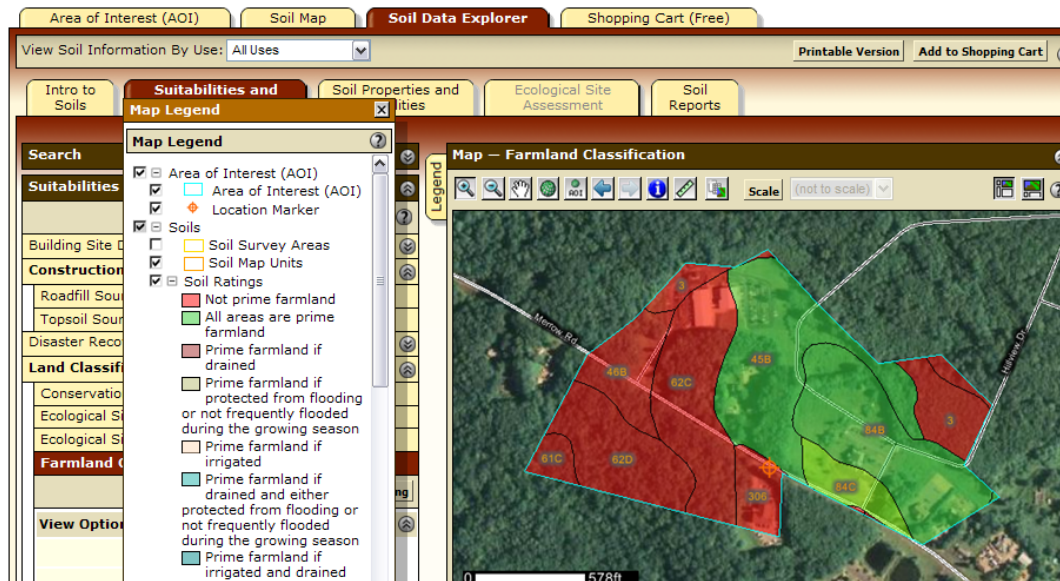 Area of Interest (AOI)
Soil Map
Soil Data Explorer
Shopping Cart (Free)
View Soil Information By Use: All Uses
Printable Version
Add to Shopping Cart
Intro to
Soils
Suitabilities and
Soil Properties and
lities
Ecological Site
Assessment
Soil
Reports
Map Legend
Map Legend
Area of Interest (AOI)
Area of Interest (AOI)
Location Marker
Soils
Soil Survey Areas
Soil Map Units
Soil Ratings
Not prime farmland
All areas are prime
farmland
Prime farmland if
drained
Prime farmland if
protected from flooding
or not frequently flooded
during the growing season
Prime farmland if
irrigated
Prime farmland if
drained and either
protected from flooding or
not frequently flooded
during the growing season
Prime farmland if
irrigated and drained
Search
Suitabilities
Building Site D
Construction
Roadfill Sour
Topsoil Sour
Disaster Reco
Land Classifi
Conservatio
Ecological Si
Ecological Si
Farmland C
ng
View Option
Legend
Map — Farmland Classification
AOI
Scale
(not to scale)
Merrow Rd
Hillview Dr
3
46B
62C
45B
3
84B
61C
62D
84C
306
0
578ft